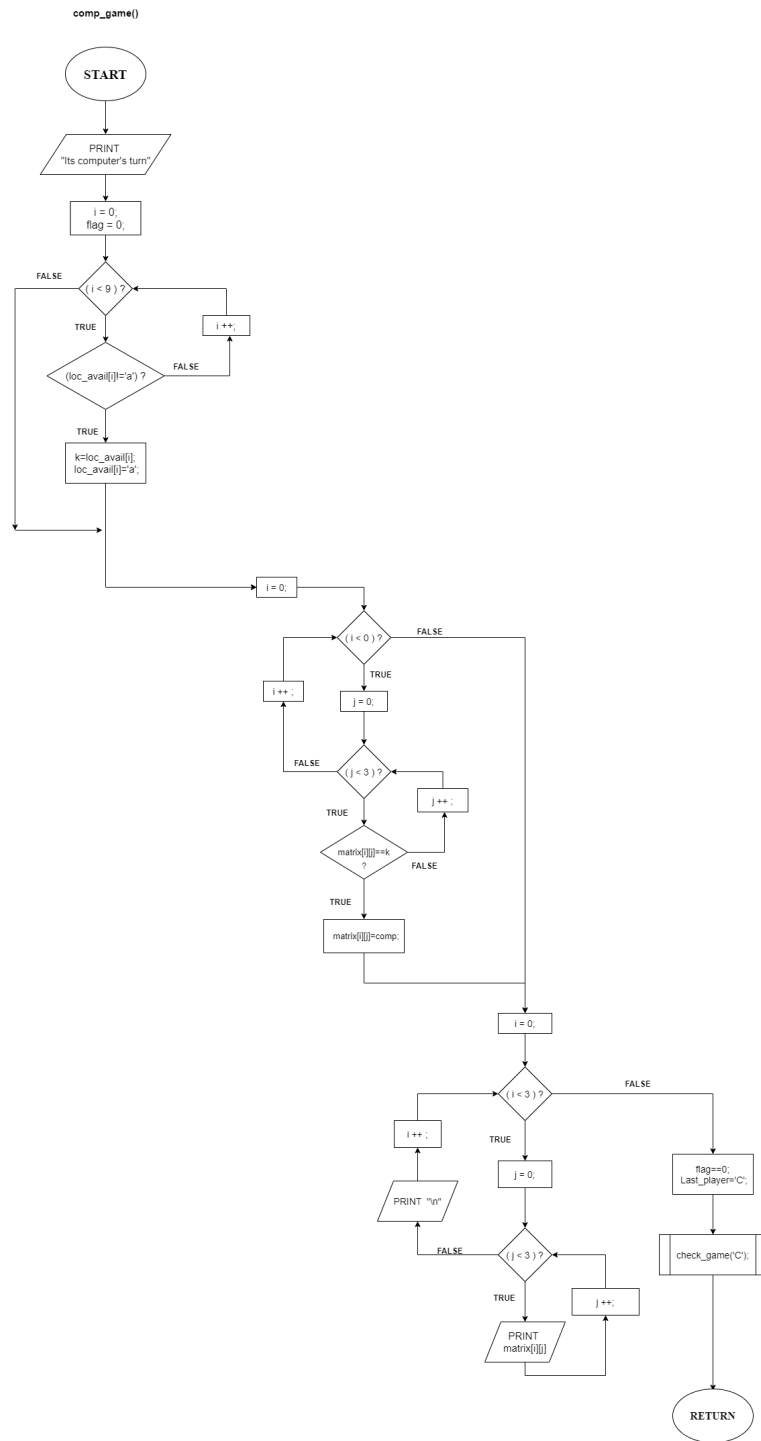 comp_game()
START
PRINT
"Its computer's turn"
i = 0;
flag = 0;
FALSE
( i < 9 ) ?
i ++;
TRUE
(loc_avail[i]!='a') ?
FALSE
TRUE
k=loc_avail[i];
loc_avail[i]='a';
i = 0;
( i < 0 ) ?
FALSE
TRUE
i ++ ;
j = 0;
FALSE
( j < 3 ) ?
j ++ ;
TRUE
matrix[i][j]==k
?
FALSE
TRUE
matrix[i][j]=comp;
i = 0;
( i < 3 ) ?
FALSE
i ++ ;
TRUE
j = 0;
flag==0;
Last_player='C';
PRINT "\n"
FALSE
( j < 3 ) ?
check_game('C');
TRUE
j ++;
PRINT
matrix[i][j]
RETURN